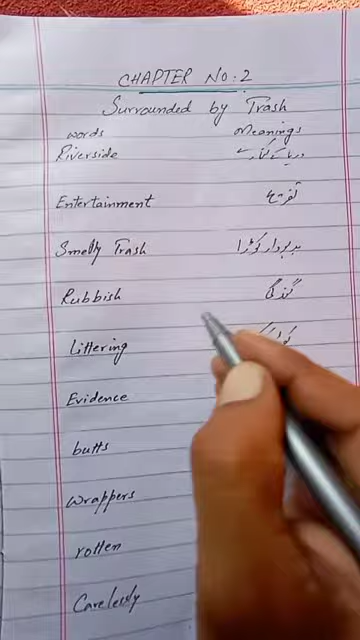 CHAPTER No: 2
Surrounded by Trash
words Meanings
Riverside دریا کے کنارے
Entertainment تفریح
Smelly Trash بدبودار کوڑا
Rubbish گندگی
littering
Evidence
butts
Wrappers
rotten
Carelessly